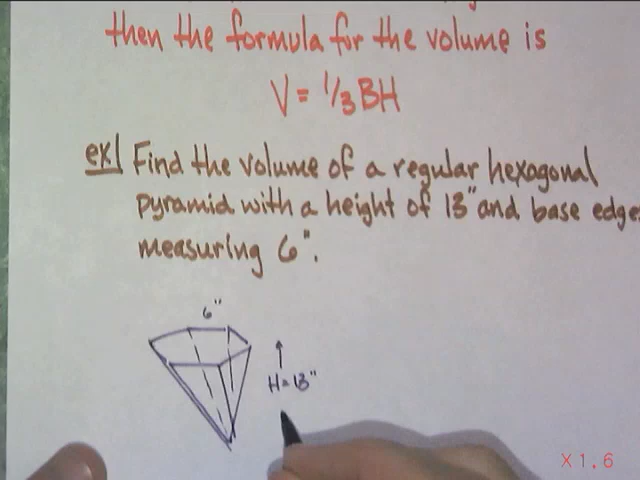 then the formula for the volume is
V = 1/3 BH
ex| Find the volume of a regular hexagonal
pyramid with a height of 13" and base edges
measuring 6".
6"
H = 13"
X1.6